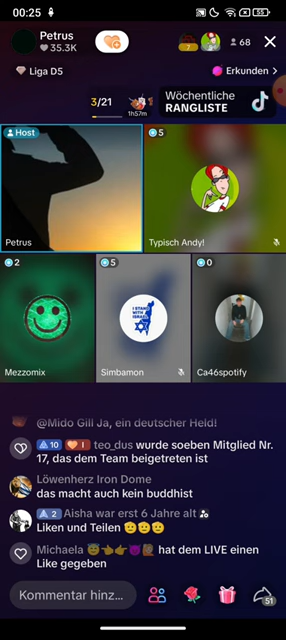 00:25
55
Petrus
35.3K
7
68
Liga D5
Erkunden >
3/21
1h57m
Wöchentliche
RANGLISTE
Host
5
Petrus
Typisch Andy!
2
5
0
I STAND
WITH
ISRAEL
Mezzomix
Simbamon
Ca46spotify
@Mido Gill Ja, ein deutscher Held!
10 1 teo_dus wurde soeben Mitglied Nr.
17, das dem Team beigetreten ist
Löwenherz Iron Dome
das macht auch kein buddhist
2 Aisha war erst 6 Jahre alt
Liken und Teilen 🫡🫡🫡
Michaela 😇👈👉😈🙋🏽 hat dem LIVE einen
Like gegeben
Kommentar hinz...
51